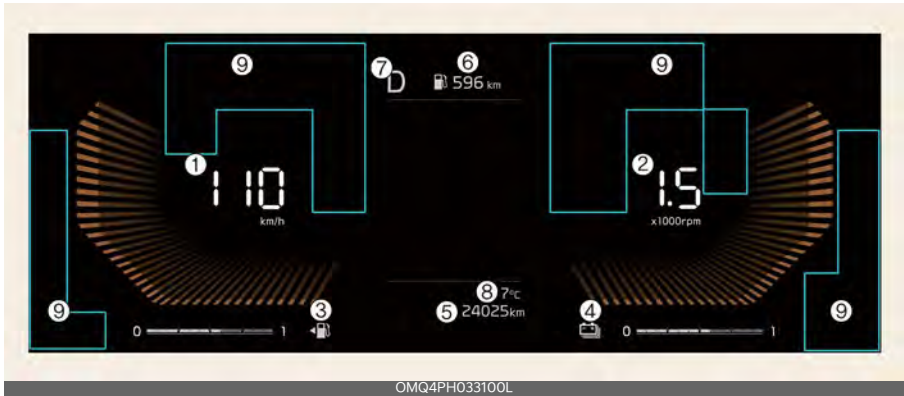 ⑨
⑦ D
⑥
596 km
⑨
①
110
km/h
②
1.5
x1000rpm
⑧ 7°C
⑤ 24025km
⑨
③
0 1
④
0 1
⑨
OMQ4PH033100L